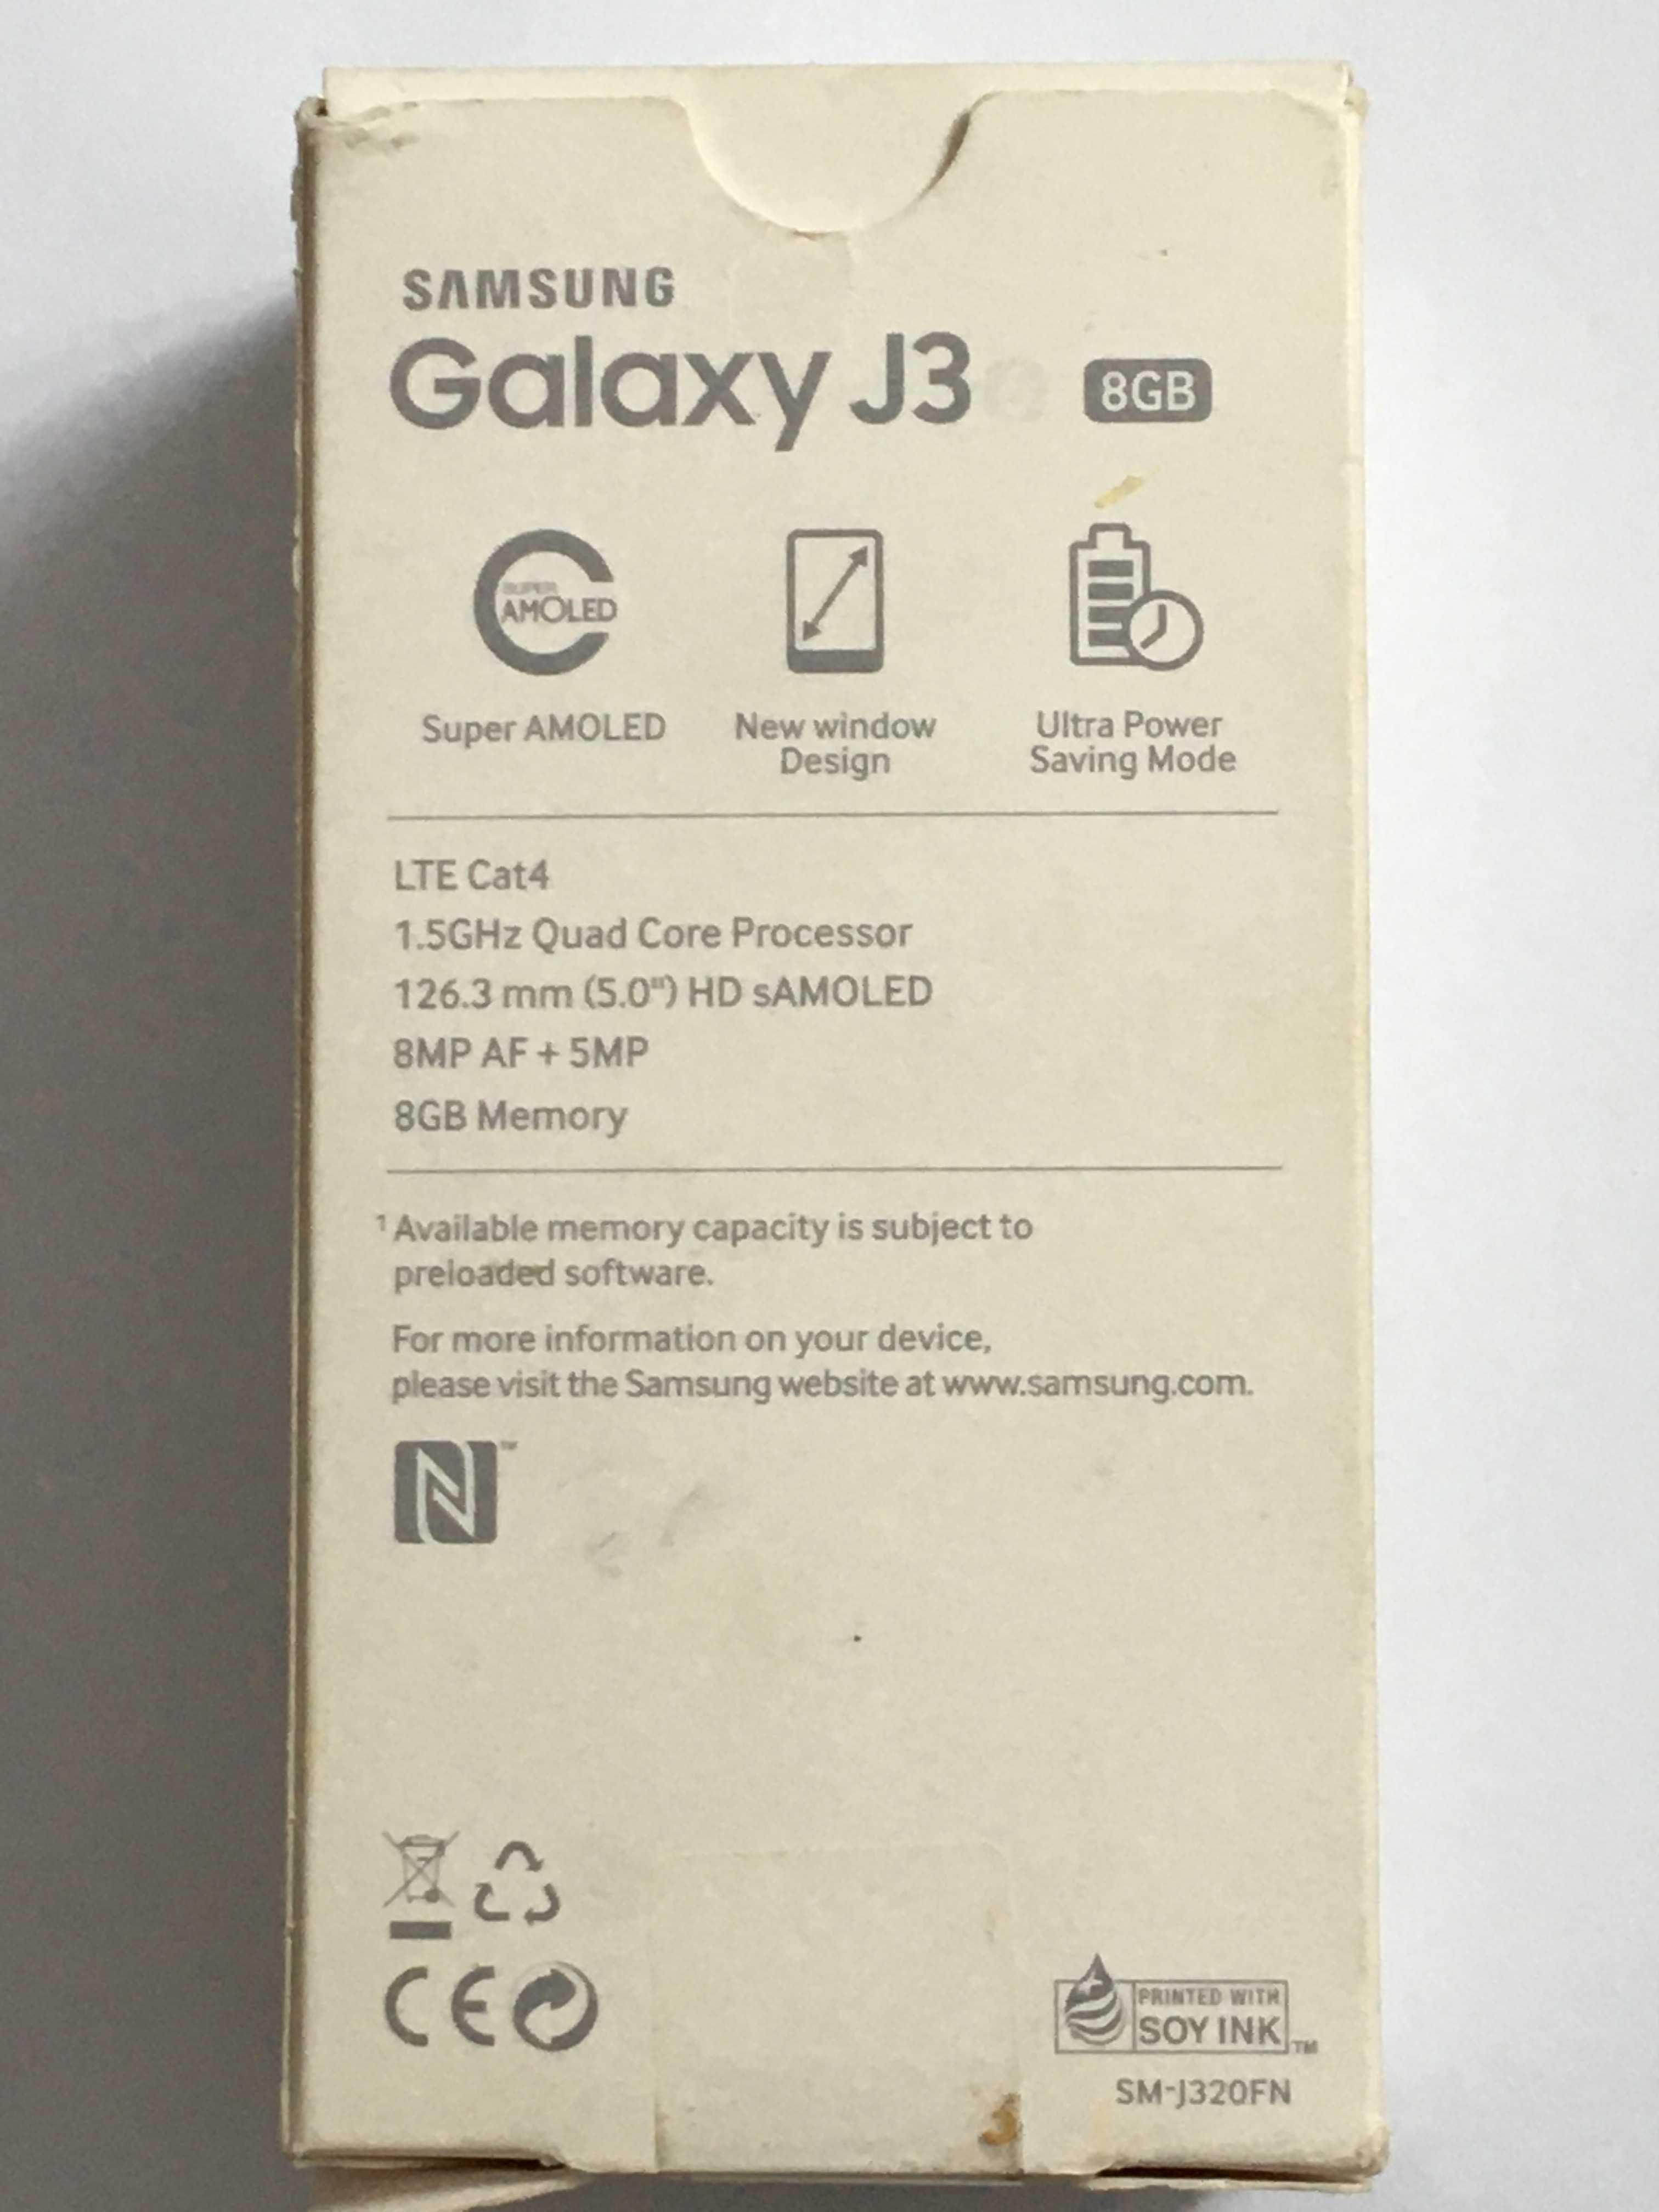 SAMSUNG
Galaxy J3 8GB
SUPER
AMOLED
Super AMOLED
New window
Design
Ultra Power
Saving Mode
LTE Cat4
1.5GHz Quad Core Processor
126.3 mm (5.0") HD sAMOLED
8MP AF + 5MP
8GB Memory
¹ Available memory capacity is subject to
preloaded software.
For more information on your device,
please visit the Samsung website at www.samsung.com.
N™
CE
PRINTED WITH
SOY INK™
SM-J320FN